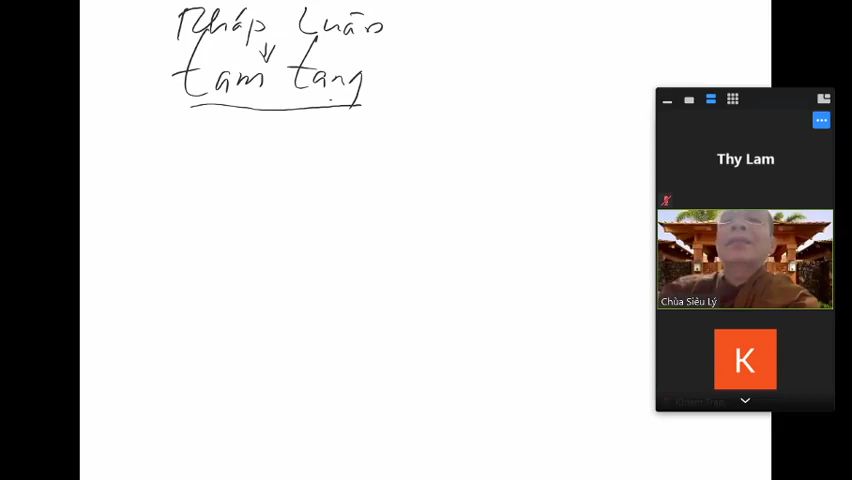 Pháp Luân
tam tạng
Thy Lam
Chùa Siêu Lý
K